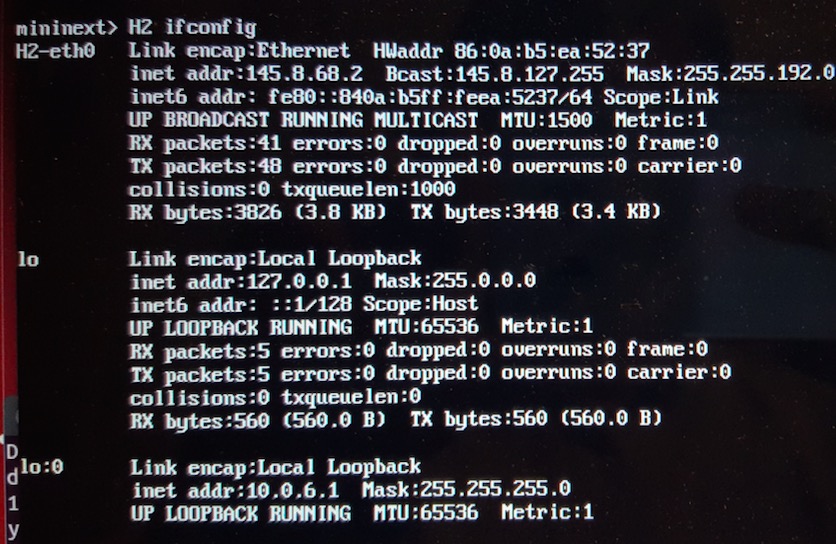 mininext> H2 ifconfig
H2-eth0 Link encap:Ethernet HWaddr 86:0a:b5:ea:52:37
inet addr:145.8.68.2 Bcast:145.8.127.255 Mask:255.255.192.0
inet6 addr: fe80::840a:b5ff:feea:5237/64 Scope:Link
UP BROADCAST RUNNING MULTICAST MTU:1500 Metric:1
RX packets:41 errors:0 dropped:0 overruns:0 frame:0
TX packets:48 errors:0 dropped:0 overruns:0 carrier:0
collisions:0 txqueuelen:1000
RX bytes:3826 (3.8 KB) TX bytes:3448 (3.4 KB)
lo Link encap:Local Loopback
inet addr:127.0.0.1 Mask:255.0.0.0
inet6 addr: ::1/128 Scope:Host
UP LOOPBACK RUNNING MTU:65536 Metric:1
RX packets:5 errors:0 dropped:0 overruns:0 frame:0
TX packets:5 errors:0 dropped:0 overruns:0 carrier:0
collisions:0 txqueuelen:0
RX bytes:560 (560.0 B) TX bytes:560 (560.0 B)
lo:0 Link encap:Local Loopback
inet addr:10.0.6.1 Mask:255.255.255.0
UP LOOPBACK RUNNING MTU:65536 Metric:1
D
d
1
y